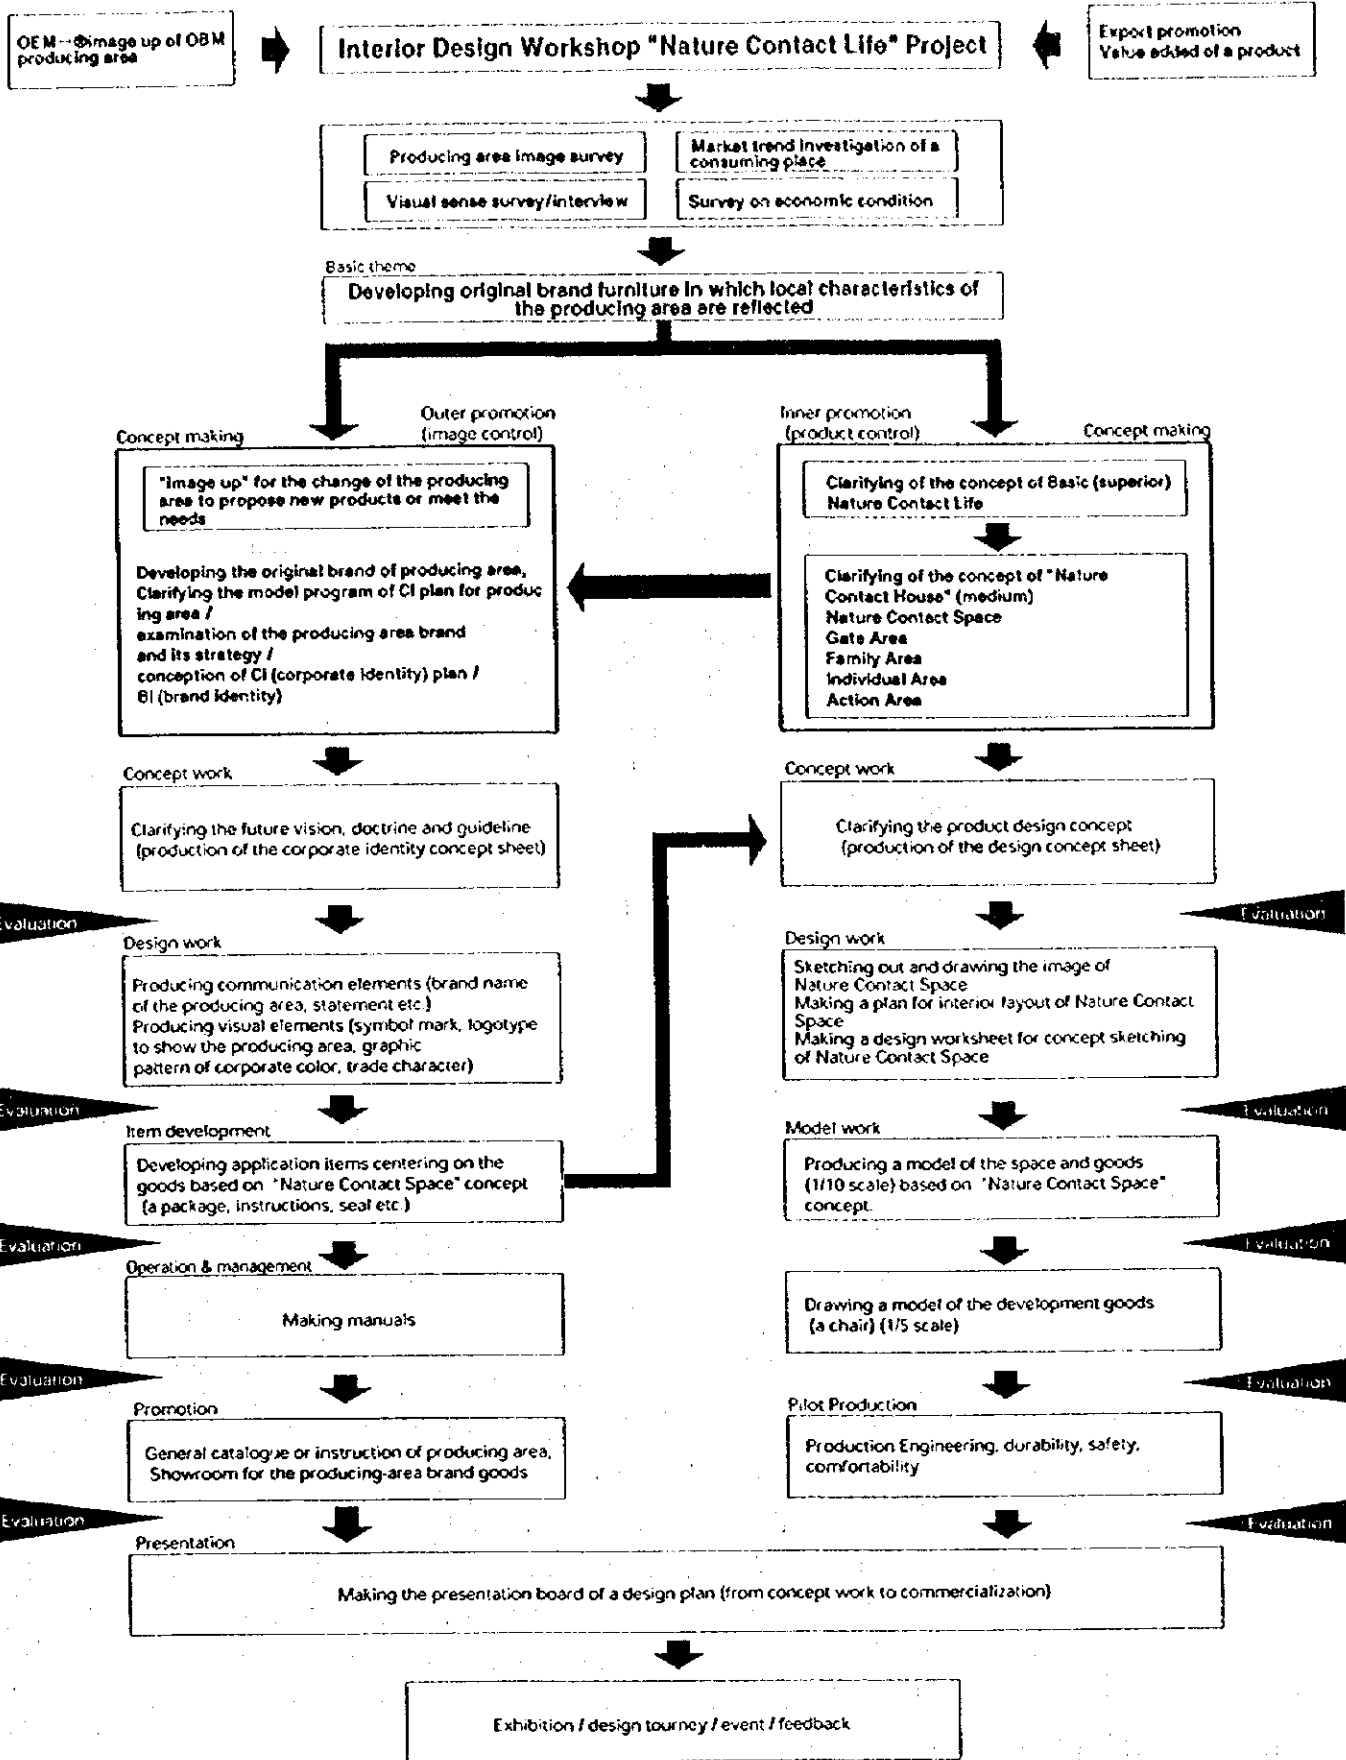 OEM→image up of OBM
producing area
Interior Design Workshop "Nature Contact Life" Project
Export promotion
Value added of a product
Producing area image survey
Market trend investigation of a
consuming place
Visual sense survey/interview
Survey on economic condition
Basic theme
Developing original brand furniture in which local characteristics of
the producing area are reflected
Outer promotion
(image control)
Concept making
"Image up" for the change of the producing
area to propose new products or meet the
needs
Developing the original brand of producing area,
Clarifying the model program of CI plan for produc
ing area /
examination of the producing area brand
and its strategy /
conception of CI (corporate identity) plan /
BI (brand identity)
Inner promotion
(product control)
Concept making
Clarifying of the concept of Basic (superior)
Nature Contact Life
Clarifying of the concept of "Nature
Contact House" (medium)
Nature Contact Space
Gate Area
Family Area
Individual Area
Action Area
Concept work
Clarifying the future vision, doctrine and guideline
(production of the corporate identity concept sheet)
Concept work
Clarifying the product design concept
(production of the design concept sheet)
Evaluation
Evaluation
Design work
Producing communication elements (brand name
of the producing area, statement etc.)
Producing visual elements (symbol mark, logotype
to show the producing area, graphic
pattern of corporate color, trade character)
Design work
Sketching out and drawing the image of
Nature Contact Space
Making a plan for interior layout of Nature Contact
Space
Making a design worksheet for concept sketching
of Nature Contact Space
Evaluation
Evaluation
Item development
Developing application items centering on the
goods based on "Nature Contact Space" concept
(a package, instructions, seal etc.)
Model work
Producing a model of the space and goods
(1/10 scale) based on "Nature Contact Space"
concept.
Evaluation
Evaluation
Operation & management
Making manuals
Drawing a model of the development goods
(a chair) (1/5 scale)
Evaluation
Evaluation
Promotion
General catalogue or instruction of producing area,
Showroom for the producing-area brand goods
Pilot Production
Production Engineering, durability, safety,
comfortability
Evaluation
Evaluation
Presentation
Making the presentation board of a design plan (from concept work to commercialization)
Exhibition / design tourney / event / feedback